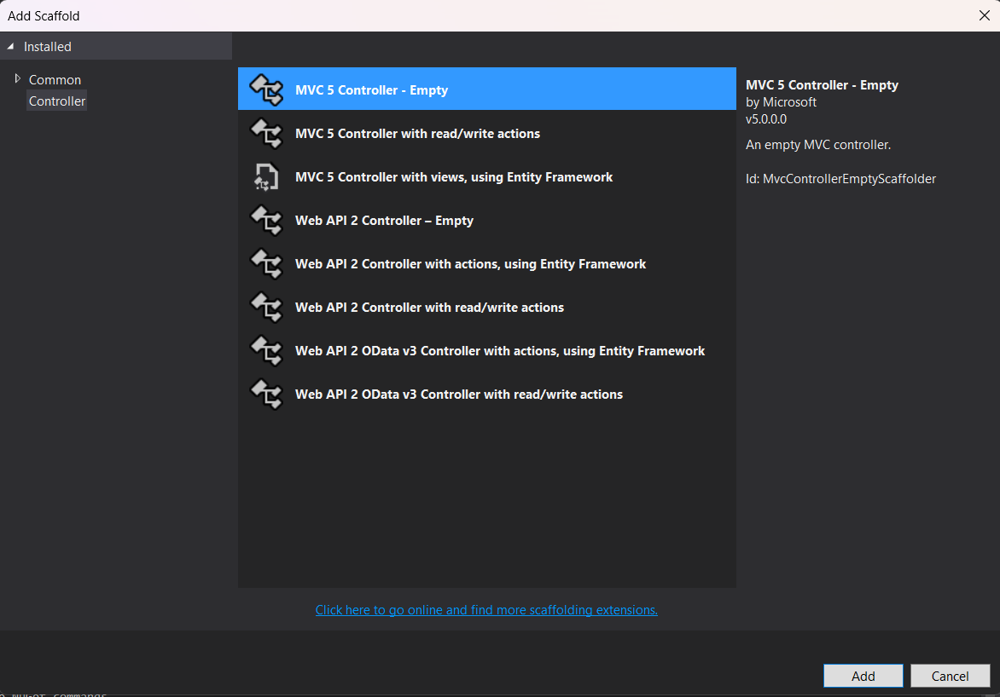 Add Scaffold
Installed
Common
Controller
MVC 5 Controller - Empty
MVC 5 Controller with read/write actions
MVC 5 Controller with views, using Entity Framework
Web API 2 Controller – Empty
Web API 2 Controller with actions, using Entity Framework
Web API 2 Controller with read/write actions
Web API 2 OData v3 Controller with actions, using Entity Framework
Web API 2 OData v3 Controller with read/write actions
MVC 5 Controller - Empty
by Microsoft
v5.0.0.0
An empty MVC controller.
Id: MvcControllerEmptyScaffolder
Click here to go online and find more scaffolding extensions.
Add
Cancel